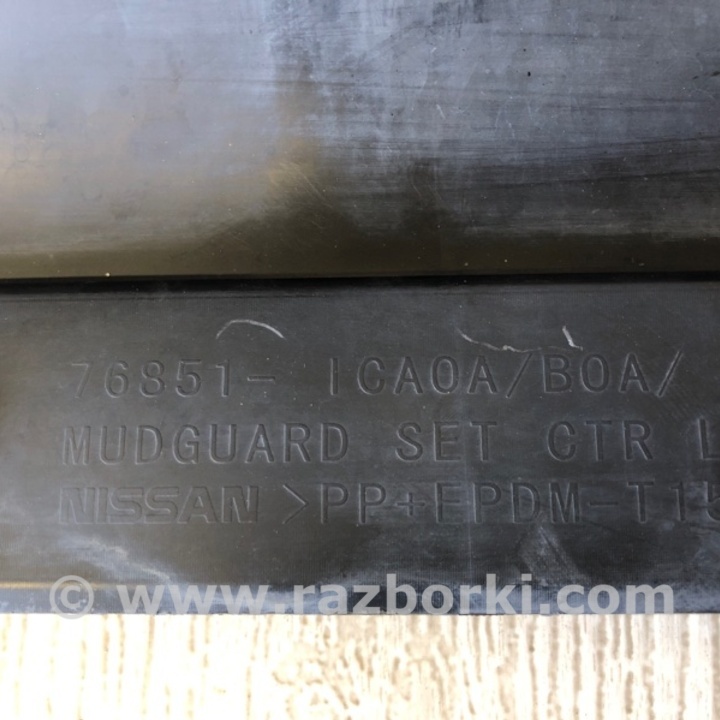 76851- 1CA0A/B0A/
MUDGUARD SET CTR L
NISSAN >PP+EPDM-T15
© www.razborki.com